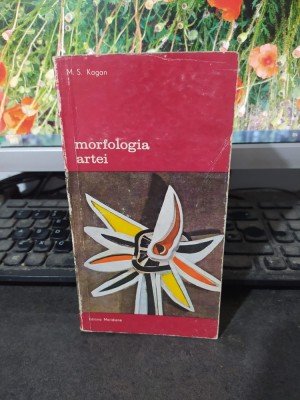 M. S. Kagan
morfologia
artei
Editura Meridiane